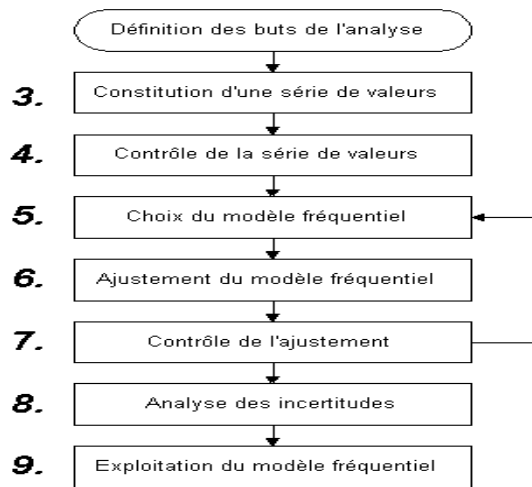 Définition des buts de l'analyse
3. Constitution d'une série de valeurs
4. Contrôle de la série de valeurs
5. Choix du modèle fréquentiel
6. Ajustement du modèle fréquentiel
7. Contrôle de l'ajustement
8. Analyse des incertitudes
9. Exploitation du modèle fréquentiel